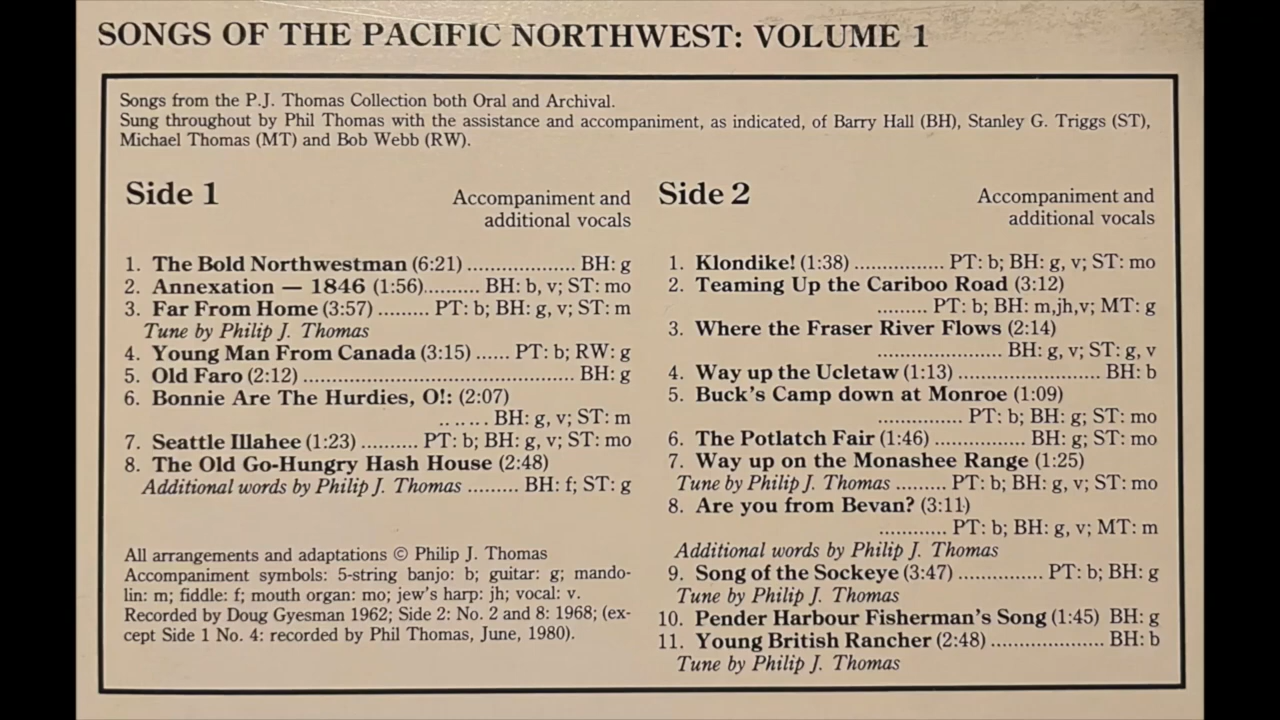 SONGS OF THE PACIFIC NORTHWEST: VOLUME 1
Songs from the P.J. Thomas Collection both Oral and Archival.
Sung throughout by Phil Thomas with the assistance and accompaniment, as indicated, of Barry Hall (BH), Stanley G. Triggs (ST),
Michael Thomas (MT) and Bob Webb (RW).
Side 1
Accompaniment and
additional vocals
1. The Bold Northwestman (6:21) ................... BH: g
2. Annexation — 1846 (1:56).......... BH: b, v; ST: mo
3. Far From Home (3:57) ......... PT: b; BH: g, v; ST: m
Tune by Philip J. Thomas
4. Young Man From Canada (3:15) ...... PT: b; RW: g
5. Old Faro (2:12) ................................................ BH: g
6. Bonnie Are The Hurdies, O!: (2:07)
........ BH: g, v; ST: m
7. Seattle Illahee (1:23) .......... PT: b; BH: g, v; ST: mo
8. The Old Go-Hungry Hash House (2:48)
Additional words by Philip J. Thomas ......... BH: f; ST: g
All arrangements and adaptations © Philip J. Thomas
Accompaniment symbols: 5-string banjo: b; guitar: g; mando-
lin: m; fiddle: f; mouth organ: mo; jew's harp: jh; vocal: v.
Recorded by Doug Gyesman 1962; Side 2: No. 2 and 8: 1968; (ex-
cept Side 1 No. 4: recorded by Phil Thomas, June, 1980).
Side 2
Accompaniment and
additional vocals
1. Klondike! (1:38) ................ PT: b; BH: g, v; ST: mo
2. Teaming Up the Cariboo Road (3:12)
......... PT: b; BH: m,jh,v; MT: g
3. Where the Fraser River Flows (2:14)
...................... BH: g, v; ST: g, v
4. Way up the Ucletaw (1:13) ......................... BH: b
5. Buck's Camp down at Monroe (1:09)
............... PT: b; BH: g; ST: mo
6. The Potlatch Fair (1:46) ................ BH: g; ST: mo
7. Way up on the Monashee Range (1:25)
Tune by Philip J. Thomas ......... PT: b; BH: g, v; ST: mo
8. Are you from Bevan? (3:11)
............ PT: b; BH: g, v; MT: m
Additional words by Philip J. Thomas
9. Song of the Sockeye (3:47) ............... PT: b; BH: g
Tune by Philip J. Thomas
10. Pender Harbour Fisherman's Song (1:45) BH: g
11. Young British Rancher (2:48) .................... BH: b
Tune by Philip J. Thomas